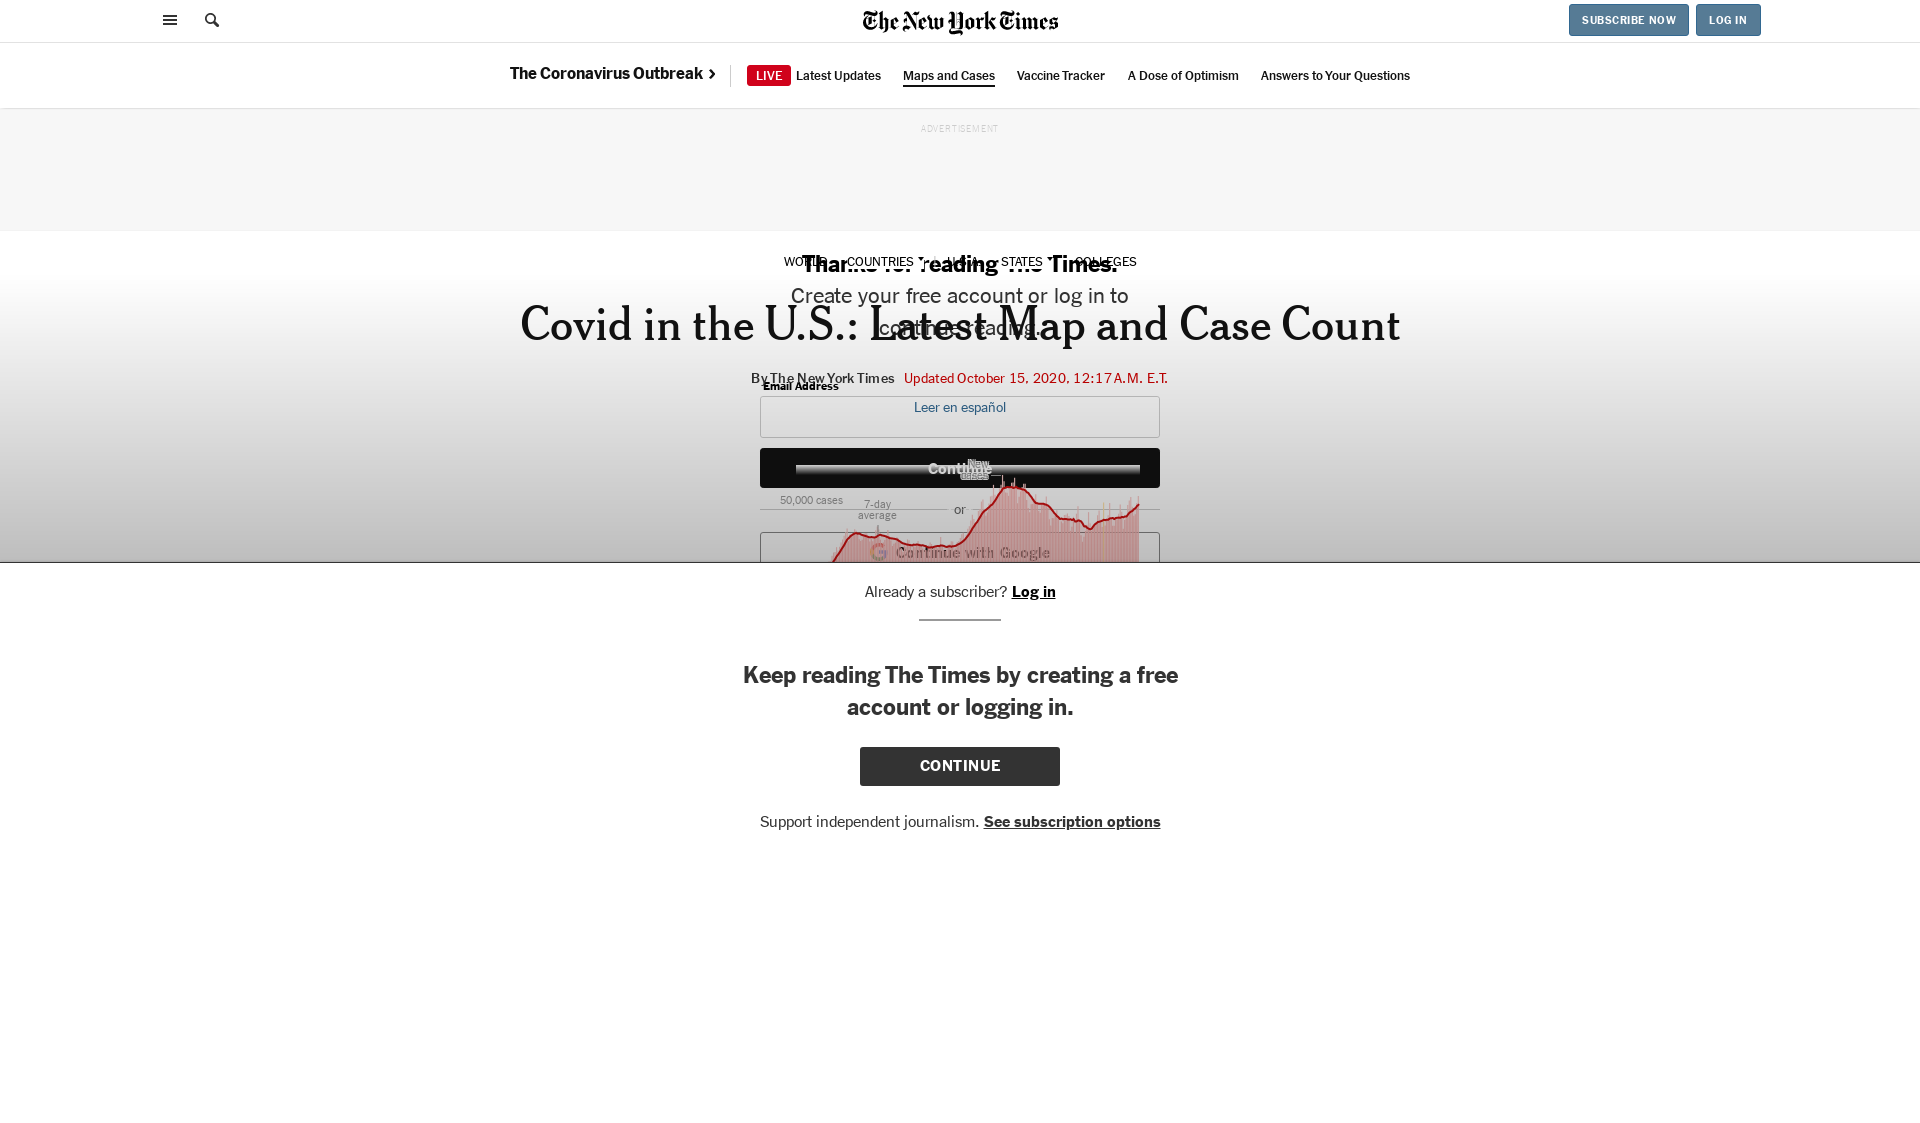 The New York Times
SUBSCRIBE NOW
LOG IN
The Coronavirus Outbreak
LIVE Latest Updates
Maps and Cases
Vaccine Tracker
A Dose of Optimism
Answers to Your Questions
ADVERTISEMENT
WORLD COUNTRIES U.S.A. STATES COLLEGES
Thanks for reading The Times.
Create your free account or log in to
continue reading.
Covid in the U.S.: Latest Map and Case Count
By The New York Times Updated October 15, 2020, 12:17 A.M. E.T.
Email Address
Leer en español
Continue
New
cases
50,000 cases
7-day
average
or
Continue with Google
Already a subscriber? Log in
Keep reading The Times by creating a free
account or logging in.
CONTINUE
Support independent journalism. See subscription options